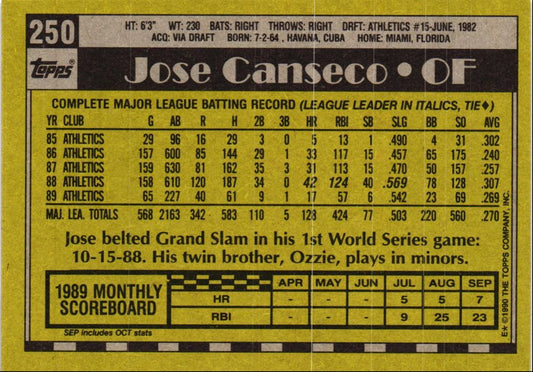 250
HT: 6'3" WT: 230 BATS: RIGHT THROWS: RIGHT DRFT: ATHLETICS #15-JUNE, 1982
ACQ: VIA DRAFT BORN: 7-2-64, HAVANA, CUBA HOME: MIAMI, FLORIDA
Topps
Jose Canseco • OF
COMPLETE MAJOR LEAGUE BATTING RECORD (LEAGUE LEADER IN ITALICS, TIE♦)
YR CLUB G AB R H 2B 3B HR RBI SB SLG BB SO AVG
85 ATHLETICS 29 96 16 29 3 0 5 13 1 .490 4 31 .302
86 ATHLETICS 157 600 85 144 29 1 33 117 15 .457 65 175 .240
87 ATHLETICS 159 630 81 162 35 3 31 113 15 .470 50 157 .257
88 ATHLETICS 158 610 120 187 34 0 42 124 40 .569 78 128 .307
89 ATHLETICS 65 227 40 61 9 1 17 57 6 .542 23 69 .269
MAJ. LEA. TOTALS 568 2163 342 583 110 5 128 424 77 .503 220 560 .270
Jose belted Grand Slam in his 1st World Series game:
10-15-88. His twin brother, Ozzie, plays in minors.
1989 MONTHLY
SCOREBOARD
APR MAY JUN JUL AUG SEP
HR - - - 5 5 7
RBI - - - 9 25 23
SEP includes OCT stats
E* ©1990 THE TOPPS COMPANY, INC.